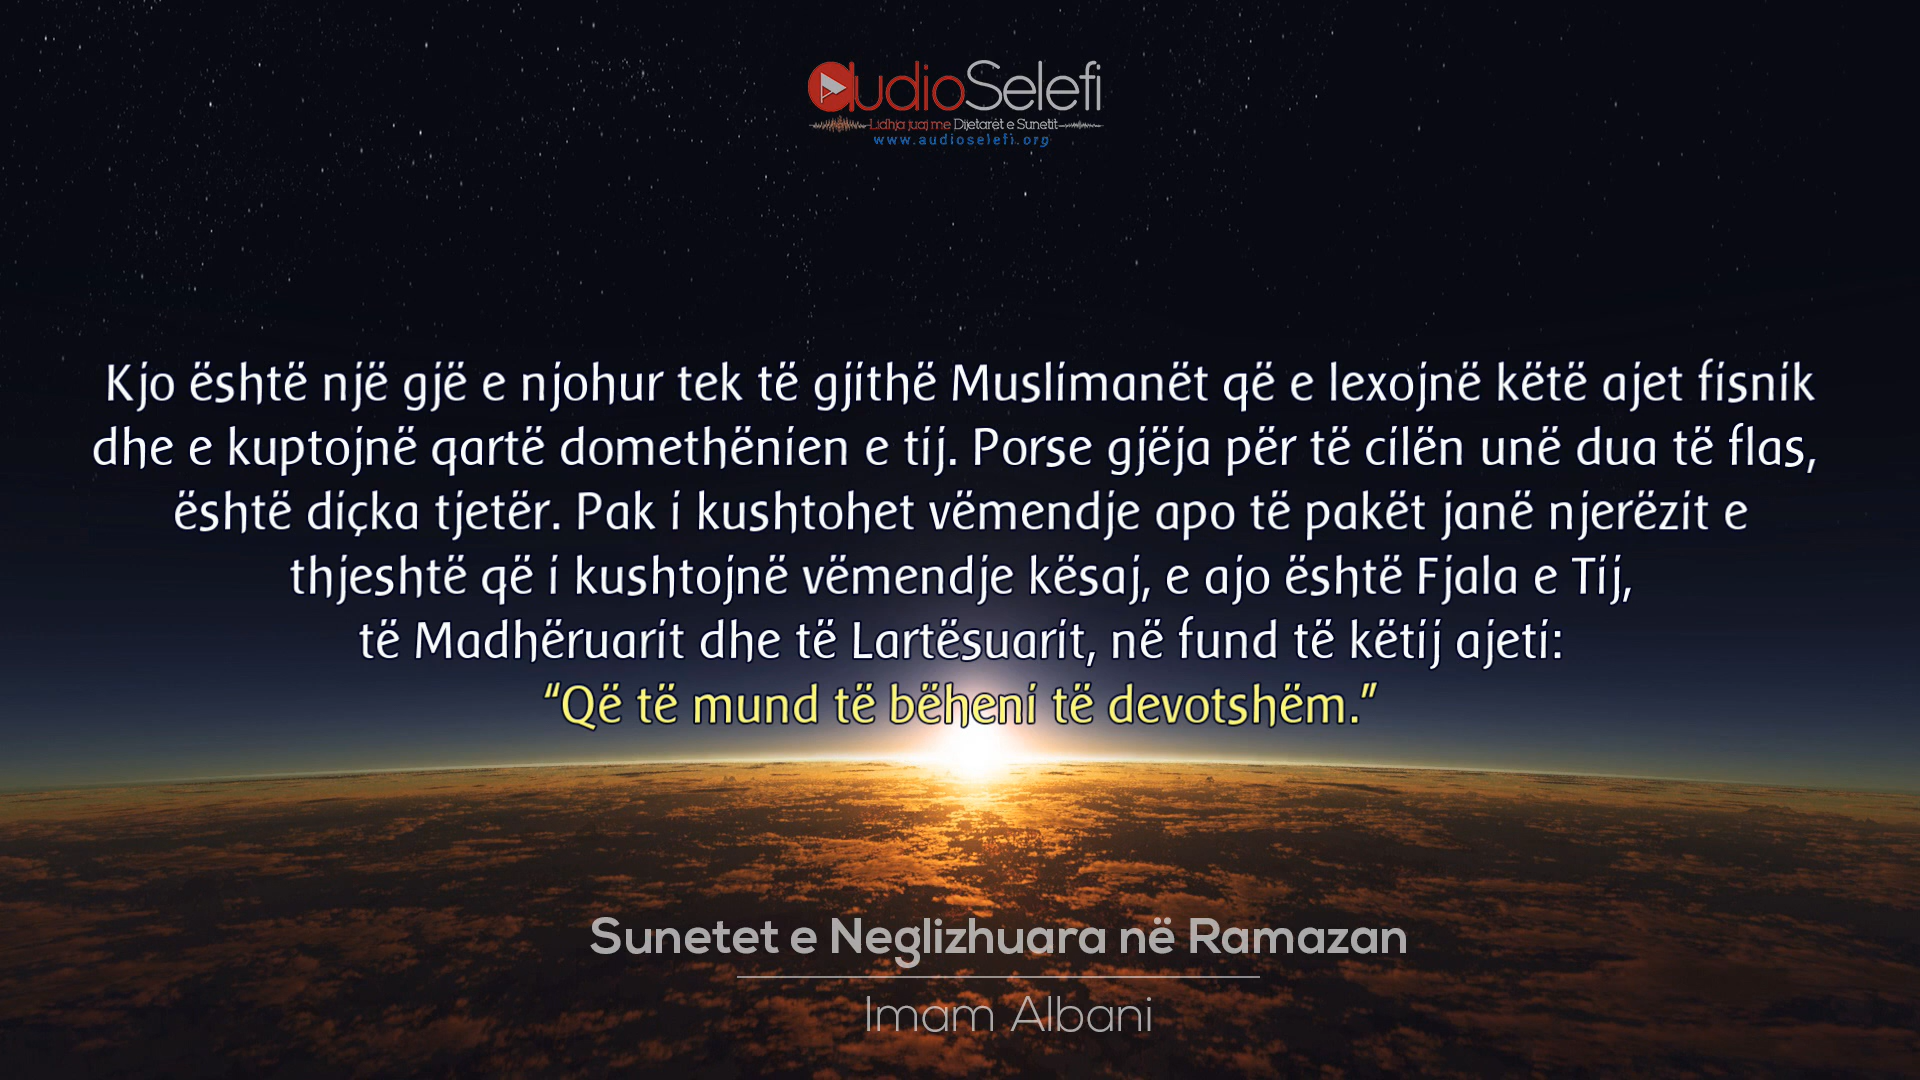 audioSelefi
Lidhja juaj me Dijetarët e Sunetit
www.audioselefi.org
Kjo është një gjë e njohur tek të gjithë Muslimanët që e lexojnë këtë ajet fisnik
dhe e kuptojnë qartë domethënien e tij. Porse gjëja për të cilën unë dua të flas,
është diçka tjetër. Pak i kushtohet vëmendje apo të pakët janë njerëzit e
thjeshtë që i kushtojnë vëmendje kësaj, e ajo është Fjala e Tij,
të Madhëruarit dhe të Lartësuarit, në fund të këtij ajeti:
“Që të mund të bëheni të devotshëm.”
Sunetet e Neglizhuara në Ramazan
Imam Albani